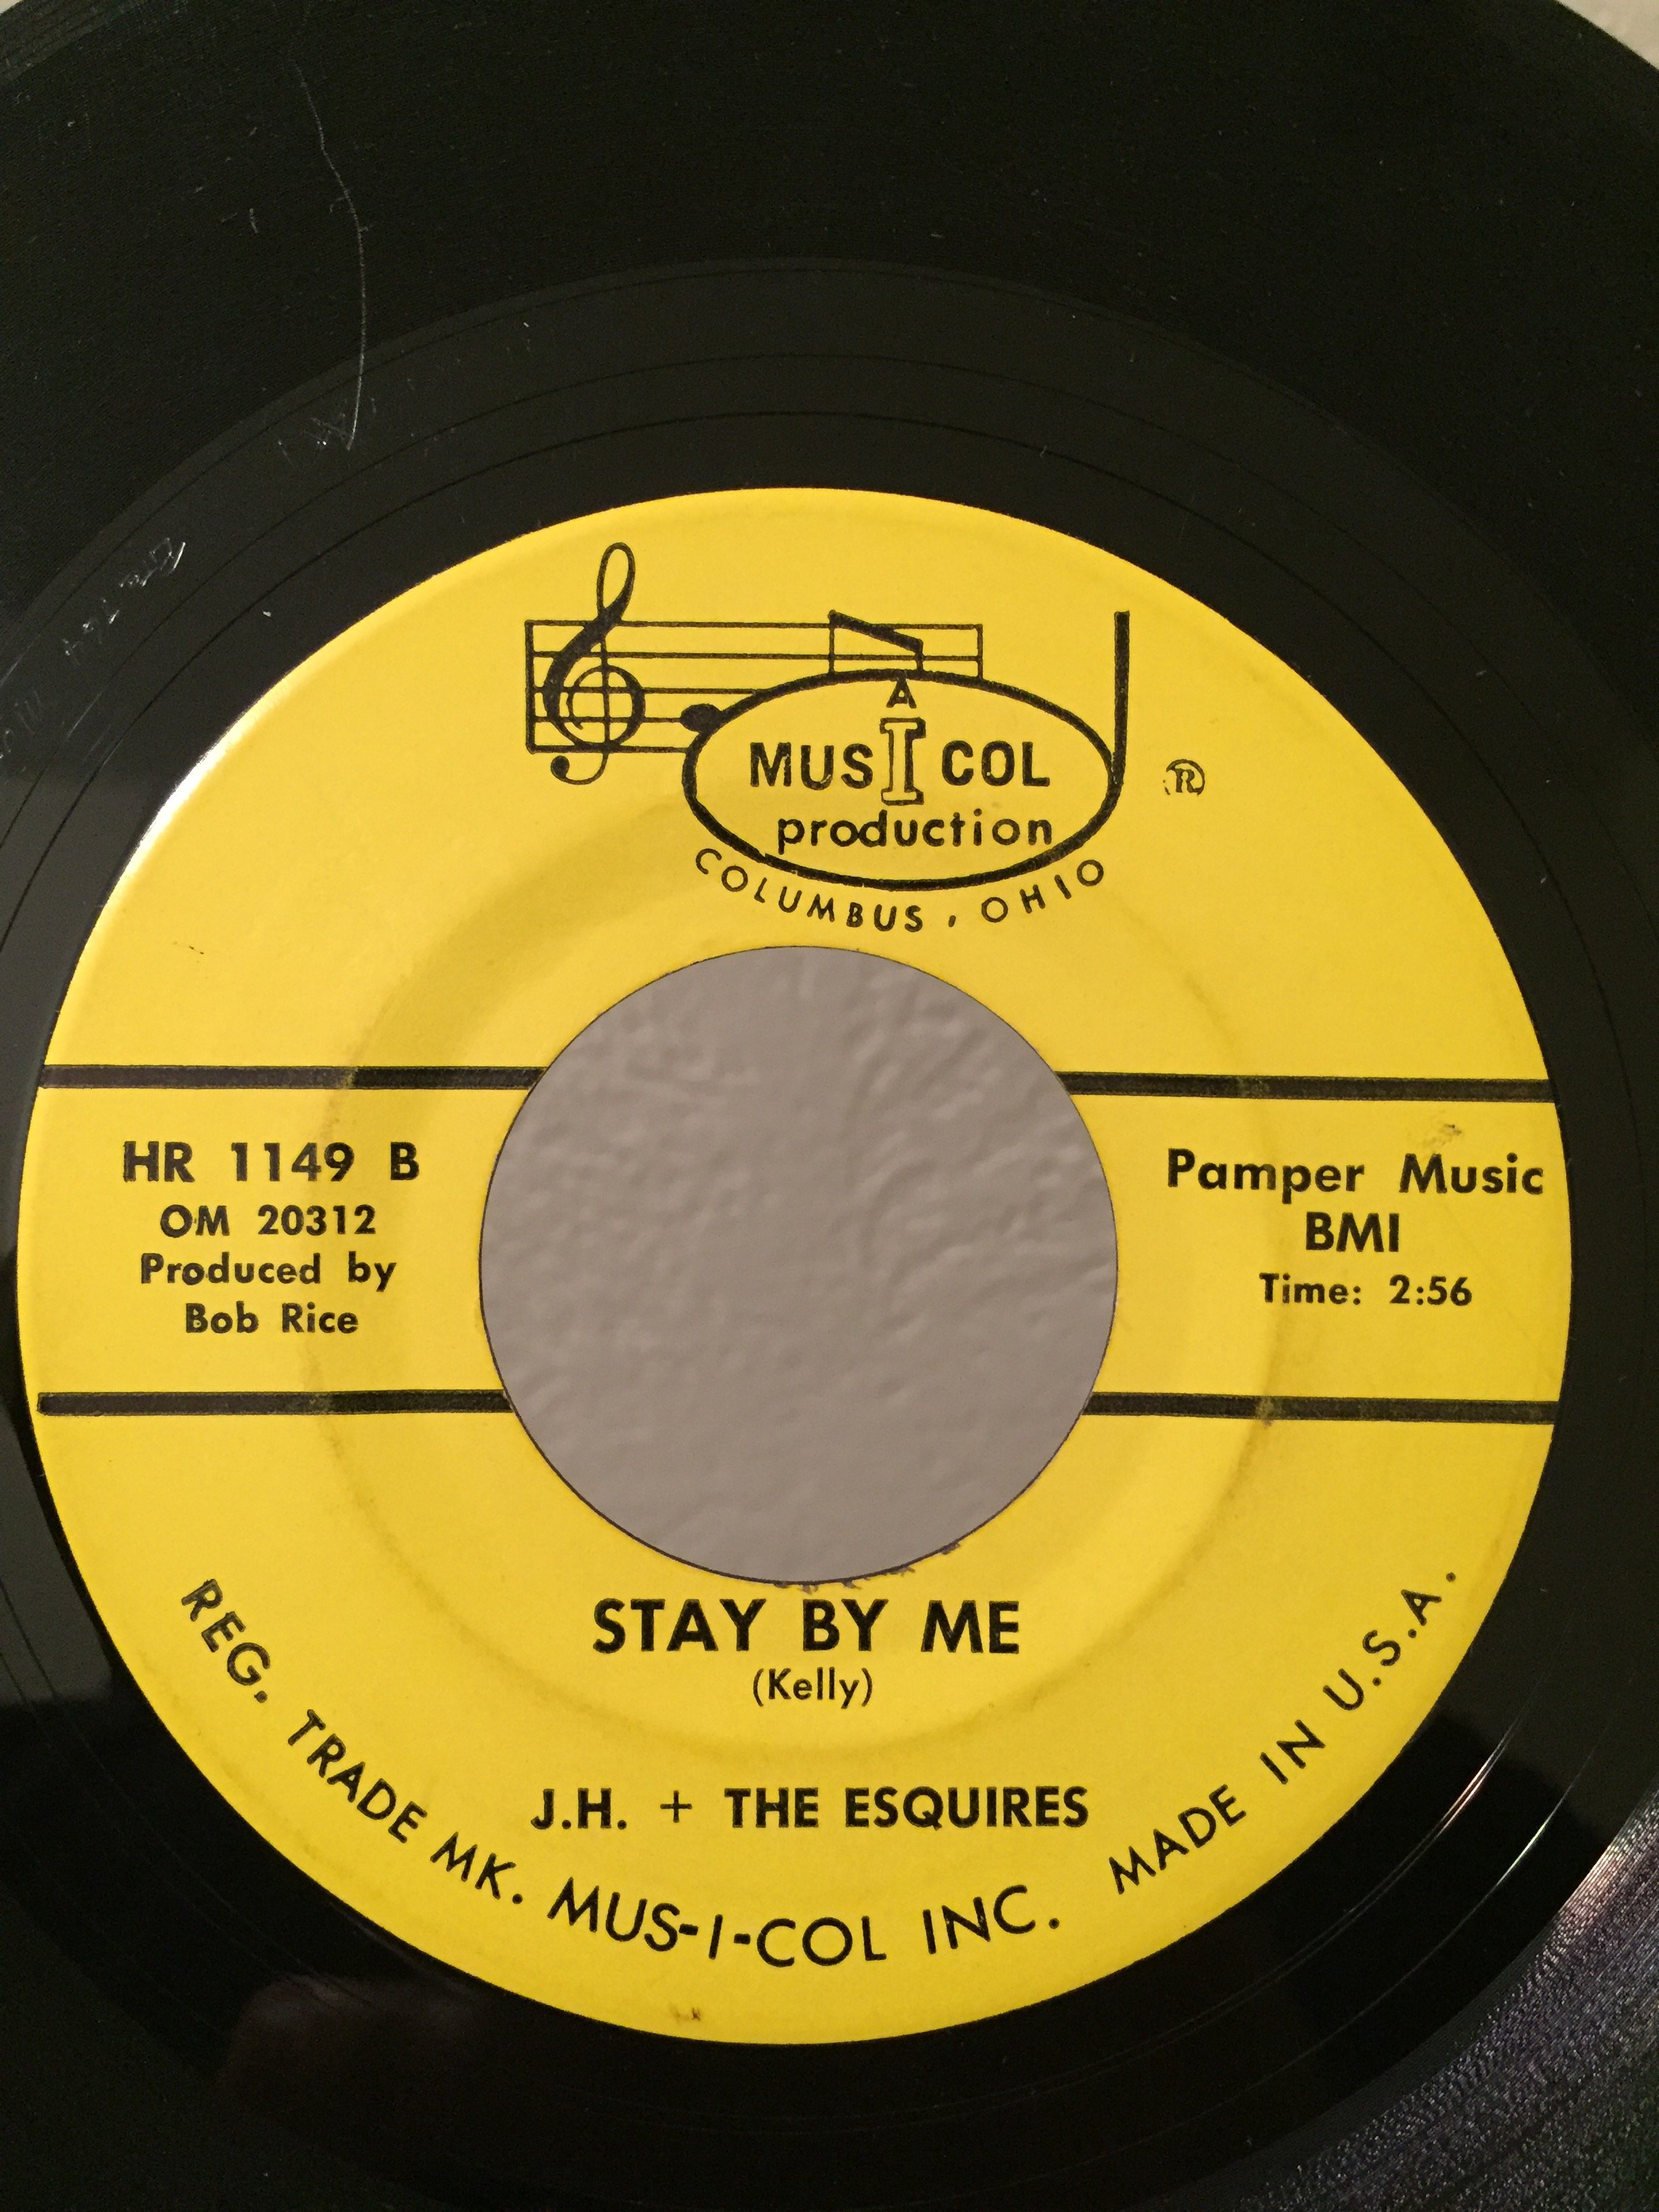 A
MUS I COL
production
COLUMBUS, OHIO
®
HR 1149 B
OM 20312
Produced by
Bob Rice
Pamper Music
BMI
Time: 2:56
STAY BY ME
(Kelly)
J.H. + THE ESQUIRES
REG. TRADE MK. MUS-I-COL INC. MADE IN U.S.A.